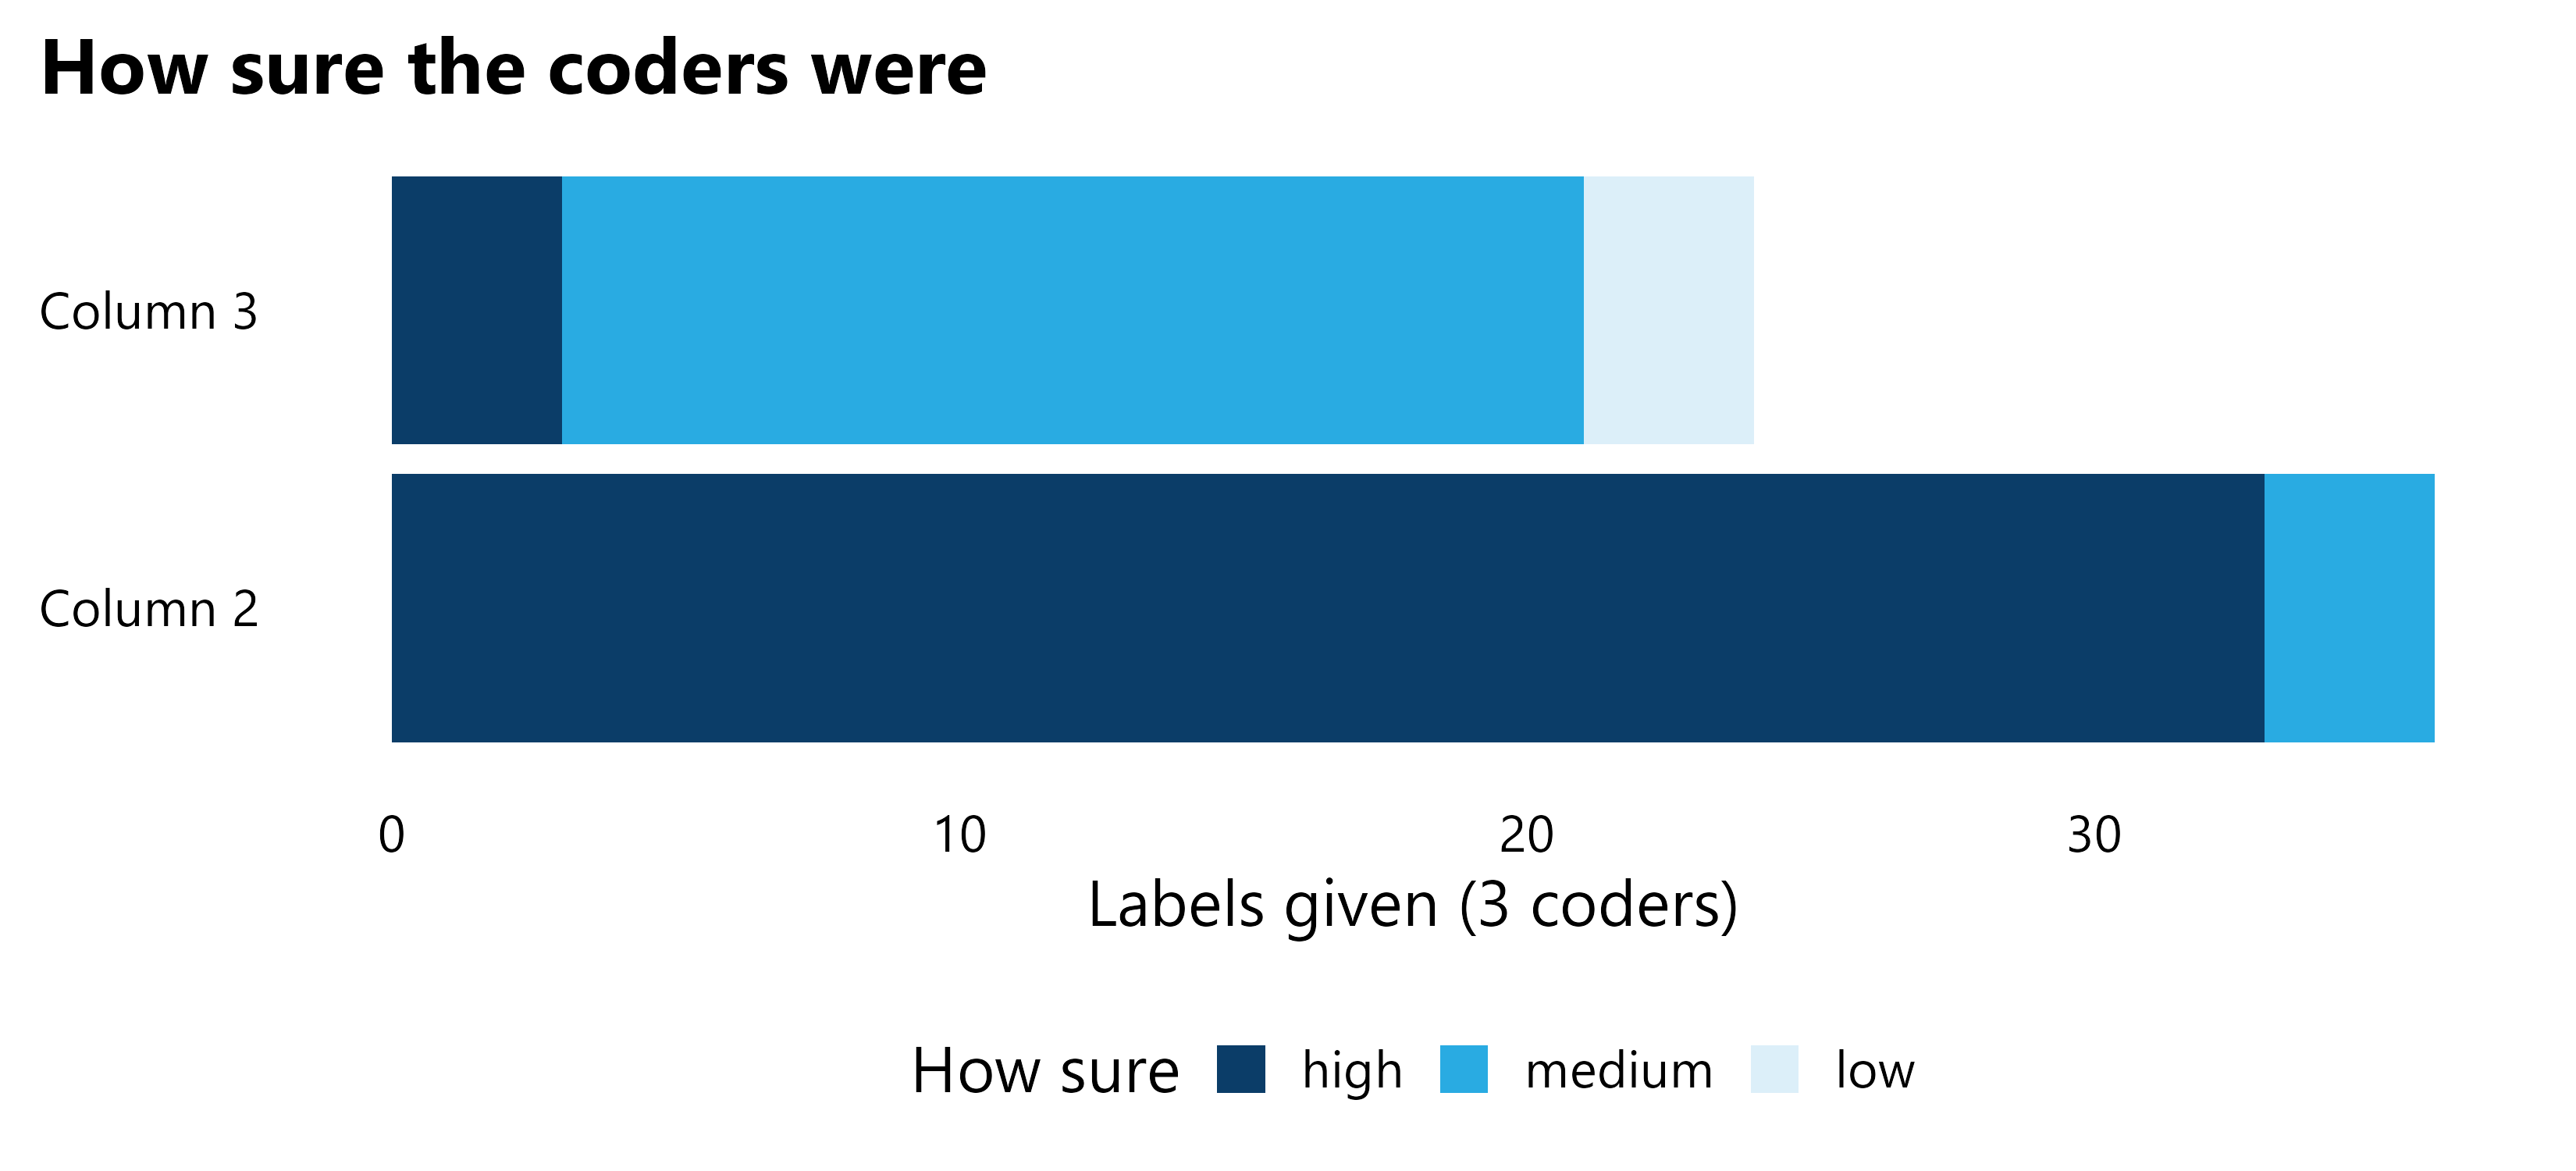 How sure the coders were
Column 3
Column 2
0 10 20 30
Labels given (3 coders)
How sure high medium low